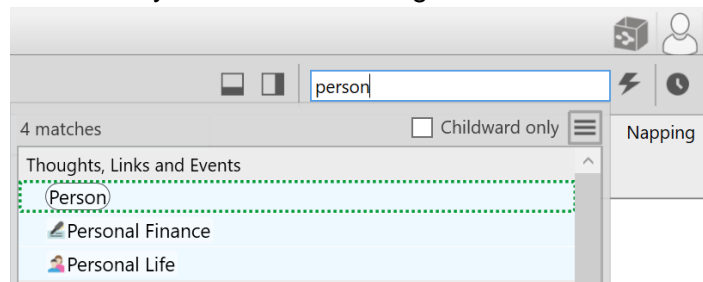 person
4 matches
Childward only
Napping
Thoughts, Links and Events
Person
Personal Finance
Personal Life